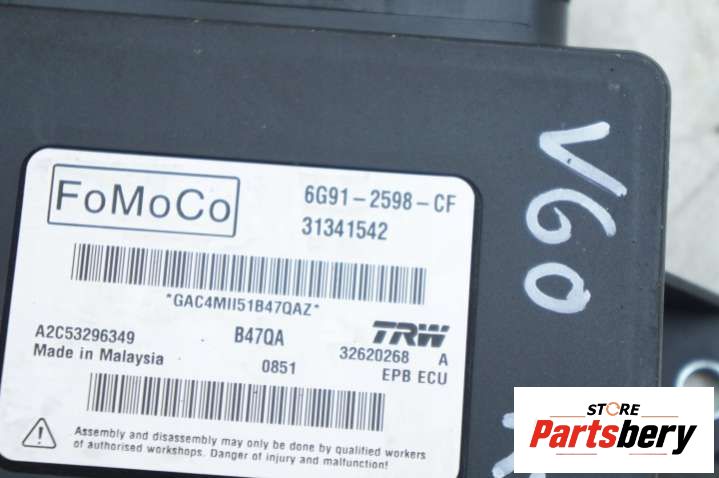 FoMoCo
6G91-2598-CF
31341542
*GAC4MII51B47QAZ*
A2C53296349
B47QA
TRW
Made in Malaysia
0851
32620268 A
EPB ECU
Assembly and disassembly may only be done by qualified workers
of authorised workshops. Danger of injury and malfunction!
V60
STORE
Partsbery